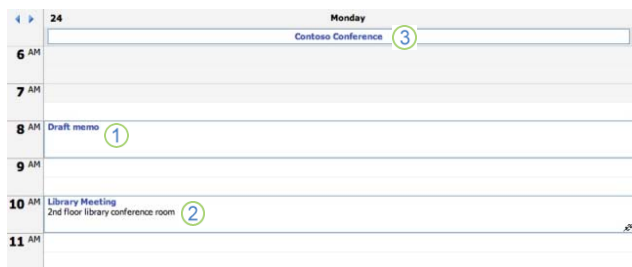 24 Monday
Contoso Conference 3
6 AM
7 AM
8 AM Draft memo 1
9 AM
10 AM Library Meeting
2nd floor library conference room 2
11 AM